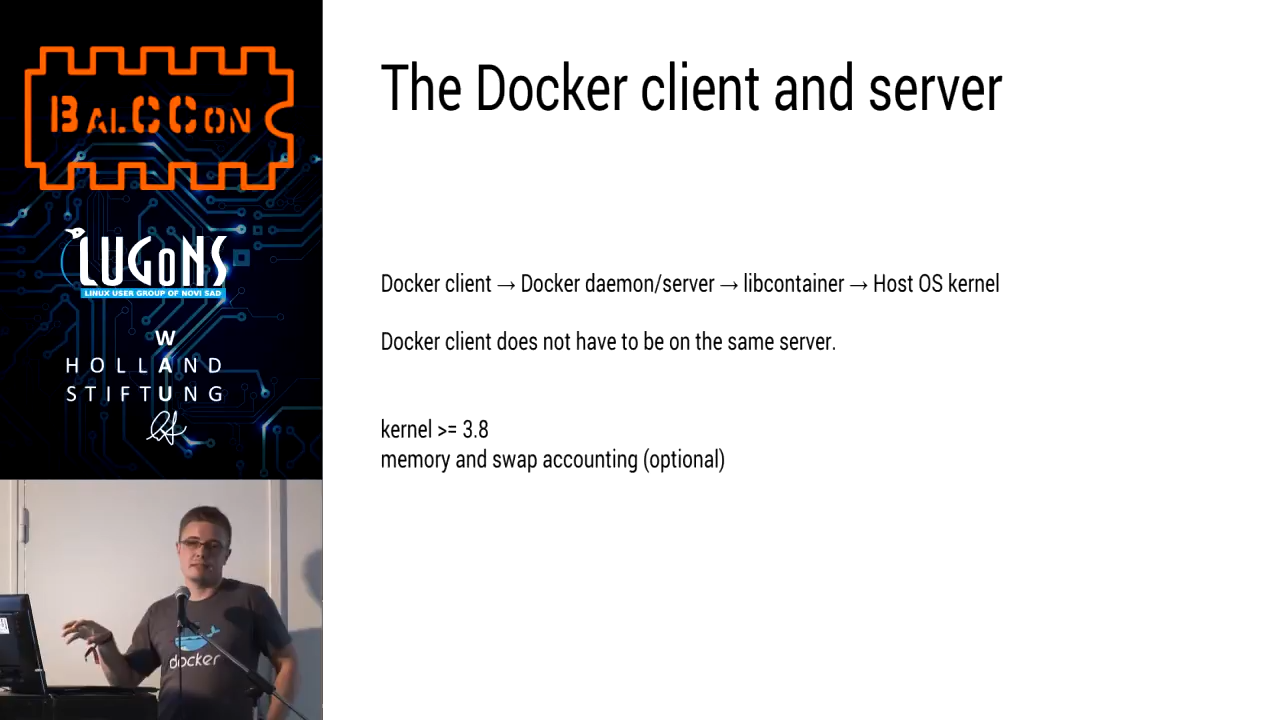 BALCCON
LUGONS
LINUX USER GROUP OF NOVI SAD
W
HOLLAND
STIFTUNG
The Docker client and server
Docker client → Docker daemon/server → libcontainer → Host OS kernel
Docker client does not have to be on the same server.
kernel >= 3.8
memory and swap accounting (optional)
docker